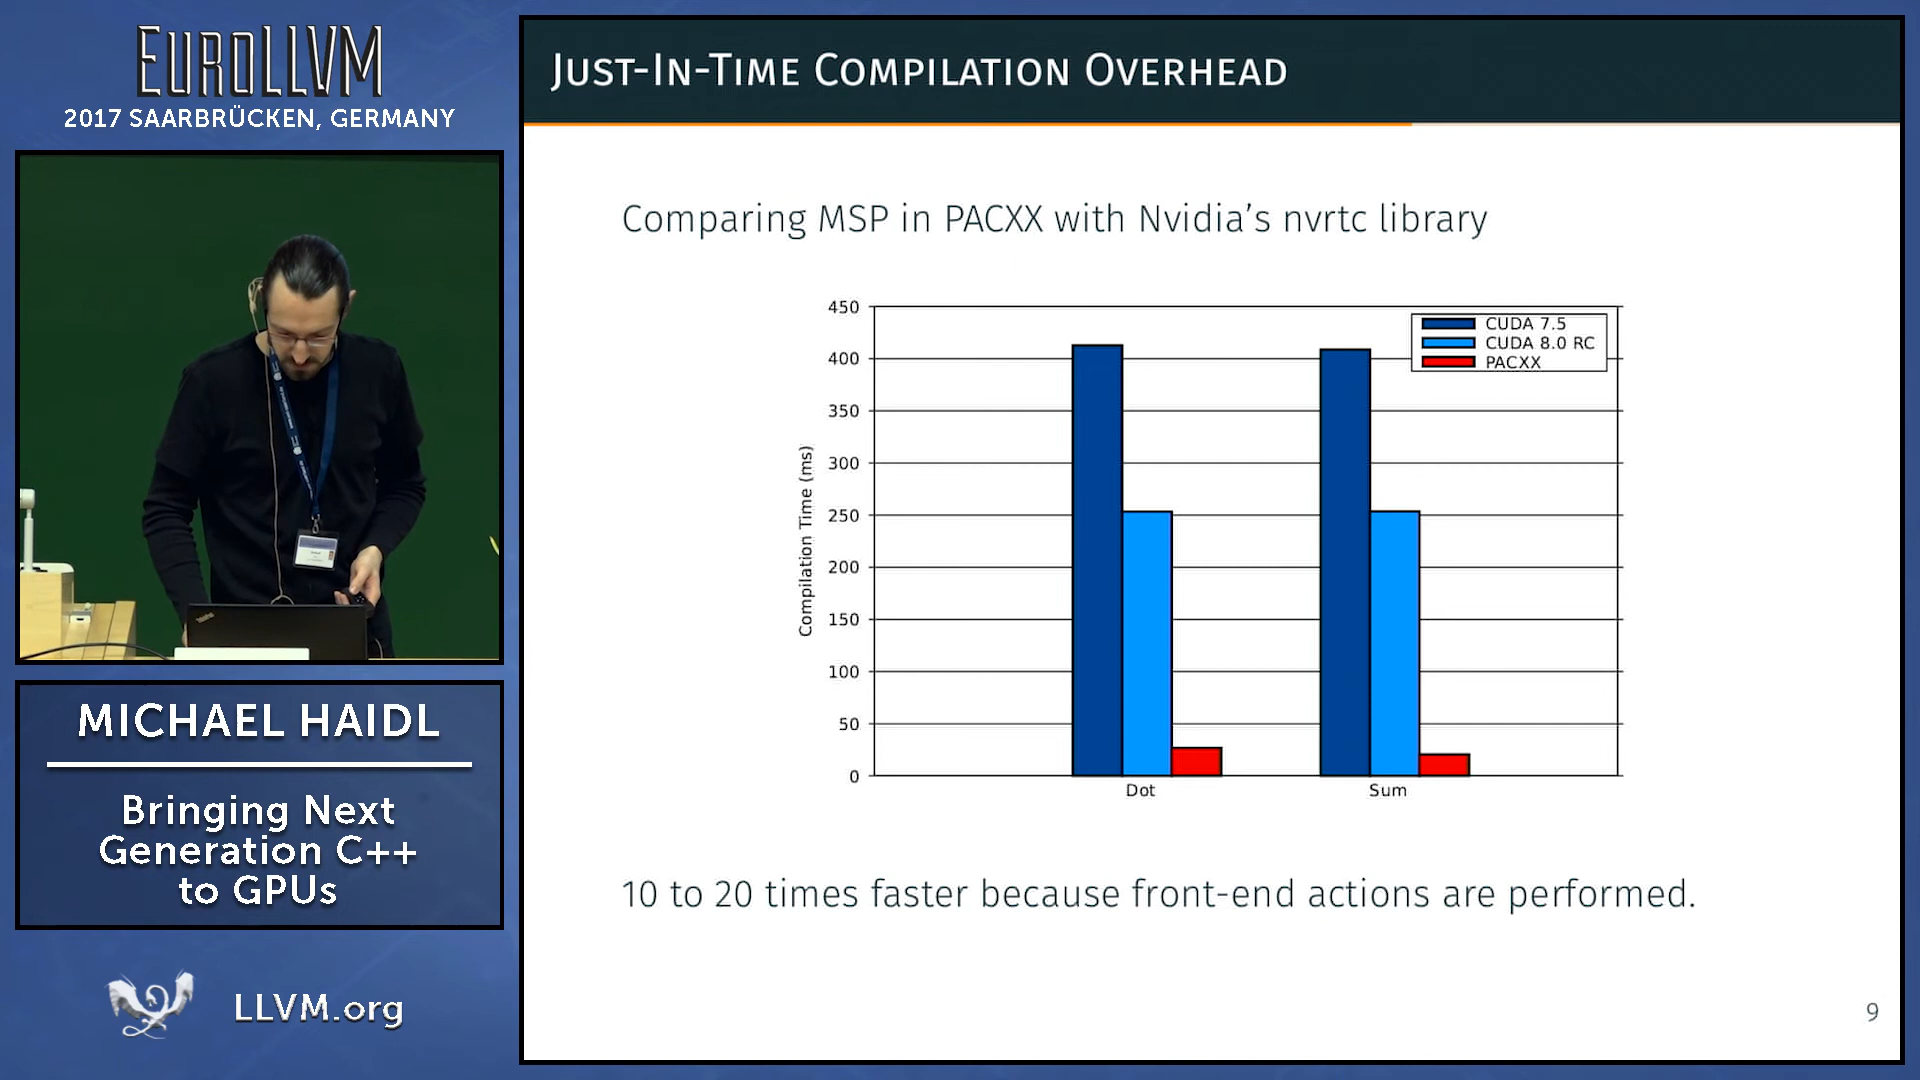 EUROLLVM
2017 SAARBRÜCKEN, GERMANY
MICHAEL HAIDL
Bringing Next
Generation C++
to GPUs
LLVM.org
JUST-IN-TIME COMPILATION OVERHEAD
Comparing MSP in PACXX with Nvidia's nvrtc library
Compilation Time (ms)
450
400
350
300
250
200
150
100
50
0
CUDA 7.5
CUDA 8.0 RC
PACXX
Dot
Sum
10 to 20 times faster because front-end actions are performed.
9